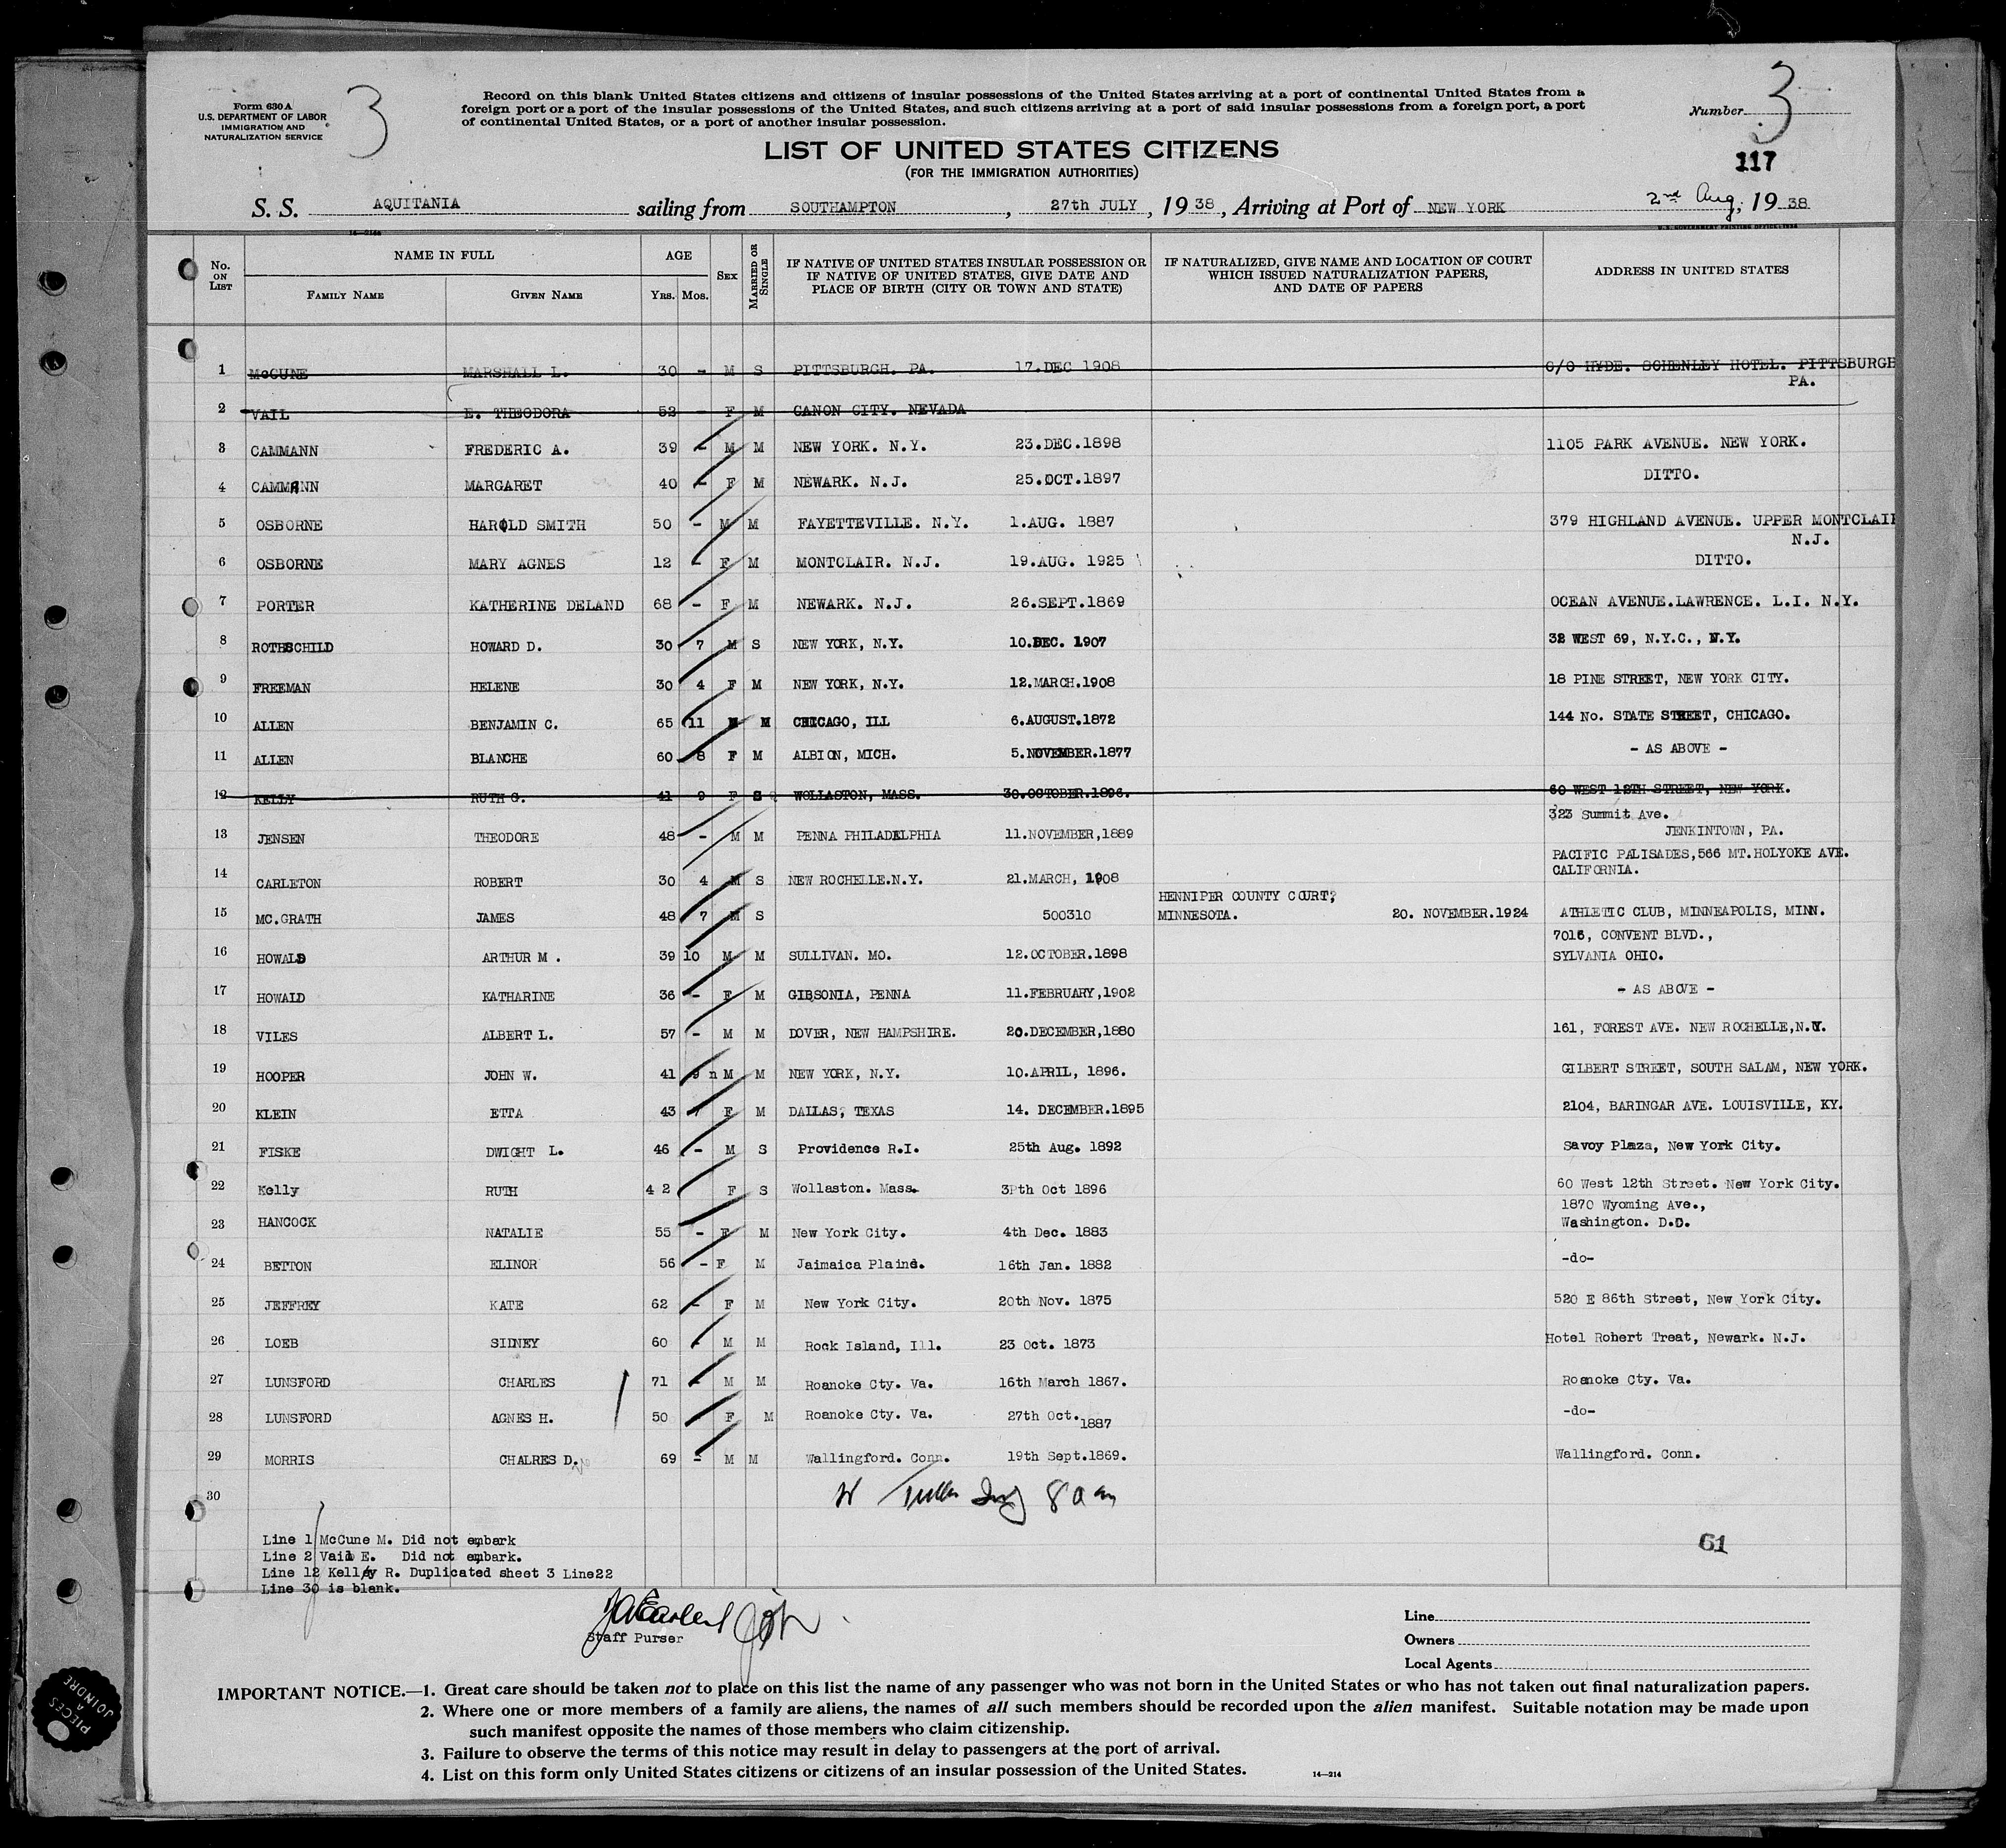 Form 630 A
U.S. DEPARTMENT OF LABOR
IMMIGRATION AND
NATURALIZATION SERVICE
3
Record on this blank United States citizens and citizens of insular possessions of the United States arriving at a port of continental United States from a
foreign port or a port of the insular possessions of the United States, and such citizens arriving at a port of said insular possessions from a foreign port, a port
of continental United States, or a port of another insular possession.
Number 3
LIST OF UNITED STATES CITIZENS
(FOR THE IMMIGRATION AUTHORITIES)
117
S. S. AQUITANIA sailing from SOUTHAMPTON, 27th JULY, 1938, Arriving at Port of NEW YORK 2nd Aug, 1938
No. ON LIST NAME IN FULL AGE SEX MARRIED OR SINGLE IF NATIVE OF UNITED STATES INSULAR POSSESSION OR IF NATIVE OF UNITED STATES, GIVE DATE AND PLACE OF BIRTH (CITY OR TOWN AND STATE) IF NATURALIZED, GIVE NAME AND LOCATION OF COURT WHICH ISSUED NATURALIZATION PAPERS, AND DATE OF PAPERS ADDRESS IN UNITED STATES
FAMILY NAME GIVEN NAME YRS. MOS.
1 McCUNE MARSHALL L. 30 - M S PITTSBURGH. PA. 17.DEC 1908 C/O HYDE. SCHENLEY HOTEL. PITTSBURGH
PA.
2 VAIL E. THEODORA 52 - F M CANON CITY. NEVADA
3 CAMMANN FREDERIC A. 39 - M M NEW YORK. N.Y. 23.DEC.1898 1105 PARK AVENUE. NEW YORK.
4 CAMMANN MARGARET 40 - F M NEWARK. N.J. 25.OCT.1897 DITTO.
5 OSBORNE HAROLD SMITH 50 - M M FAYETTEVILLE. N.Y. 1.AUG. 1887 379 HIGHLAND AVENUE. UPPER MONTCLAIR
N.J.
6 OSBORNE MARY AGNES 12 - F M MONTCLAIR. N.J. 19.AUG. 1925 DITTO.
7 PORTER KATHERINE DELAND 68 - F M NEWARK. N.J. 26.SEPT.1869 OCEAN AVENUE.LAWRENCE. L.I. N.Y.
8 ROTHSCHILD HOWARD D. 30 7 M S NEW YORK, N.Y. 10.DEC. 1907 32 WEST 69, N.Y.C., N.Y.
9 FREEMAN HELENE 30 4 F M NEW YORK, N.Y. 12.MARCH.1908 18 PINE STREET, NEW YORK CITY.
10 ALLEN BENJAMIN C. 65 11 M M CHICAGO, ILL 6.AUGUST.1872 144 No. STATE STREET, CHICAGO.
11 ALLEN BLANCHE 60 8 F M ALBION, MICH. 5.NOVEMBER.1877 - AS ABOVE -
12 KELLY RUTH G. 41 9 F S WOLLASTON, MASS. 30.OCTOBER.1896. 60 WEST 12TH STREET, NEW YORK.
323 Summit Ave.
13 JENSEN THEODORE 48 - M M PENNA PHILADELPHIA 11.NOVEMBER,1889 JENKINTOWN, PA.
PACIFIC PALISADES,566 MT.HOLYOKE AVE.
14 CARLETON ROBERT 30 4 M S NEW ROCHELLE.N.Y. 21.MARCH, 1908 CALIFORNIA.
HENNIPER COUNTY COURT,
15 MC.GRATH JAMES 48 7 M S 500310 MINNESOTA. 20. NOVEMBER.1924 ATHLETIC CLUB, MINNEAPOLIS, MINN.
7016, CONVENT BLVD.,
16 HOWALD ARTHUR M . 39 10 M M SULLIVAN. MO. 12.OCTOBER.1898 SYLVANIA OHIO.
17 HOWALD KATHARINE 36 - F M GIBSONIA, PENNA 11.FEBRUARY,1902 - AS ABOVE -
18 VILES ALBERT L. 57 - M M DOVER, NEW HAMPSHIRE. 20.DECEMBER,1880 161, FOREST AVE. NEW ROCHELLE,N.Y.
19 HOOPER JOHN W. 41 9 n M M NEW YORK, N.Y. 10.APRIL, 1896. GILBERT STREET, SOUTH SALAM, NEW YORK.
20 KLEIN ETTA 43 7 F M DALLAS, TEXAS 14. DECEMBER.1895 2104, BARINGAR AVE. LOUISVILLE, KY.
21 FISKE DWIGHT L. 46 - M S Providence R.I. 25th Aug. 1892 Savoy Plaza, New York City.
22 Kelly RUTH 4 2 F S Wollaston. Mass. 3Pth Oct 1896 60 West 12th Street. New York City.
1870 Wyoming Ave.,
23 HANCOCK NATALIE 55 - F M New York City. 4th Dec. 1883 Washington. D.C.
24 BETTON ELINOR 56 - F M Jaimaica Plains. 16th Jan. 1882 -do-
25 JEFFREY KATE 62 - F M New York City. 20th Nov. 1875 520 E 86th Street, New York City.
26 LOEB SIDNEY 60 - M M Rock Island, Ill. 23 Oct. 1873 Hotel Robert Treat, Newark. N.J.
27 LUNSFORD CHARLES 71 - M M Roanoke Cty. Va. 16th March 1867. Roanoke Cty. Va.
28 LUNSFORD AGNES H. 50 - F M Roanoke Cty. Va. 27th Oct. 1887 -do-
29 MORRIS CHALRES D. 69 - M M Wallingford. Conn. 19th Sept.1869. Wallingford. Conn.
30
8 am
61
Line 1 McCune M. Did not embark
Line 2 Vail E. Did not embark.
Line 12 Kelly R. Duplicated sheet 3 Line22
Line 30 is blank.
Staff Purser
Line
Owners
Local Agents
IMPORTANT NOTICE.—1. Great care should be taken not to place on this list the name of any passenger who was not born in the United States or who has not taken out final naturalization papers.
2. Where one or more members of a family are aliens, the names of all such members should be recorded upon the alien manifest. Suitable notation may be made upon
such manifest opposite the names of those members who claim citizenship.
3. Failure to observe the terms of this notice may result in delay to passengers at the port of arrival.
4. List on this form only United States citizens or citizens of an insular possession of the United States.
14—214
PIECES
A
JOINDRE